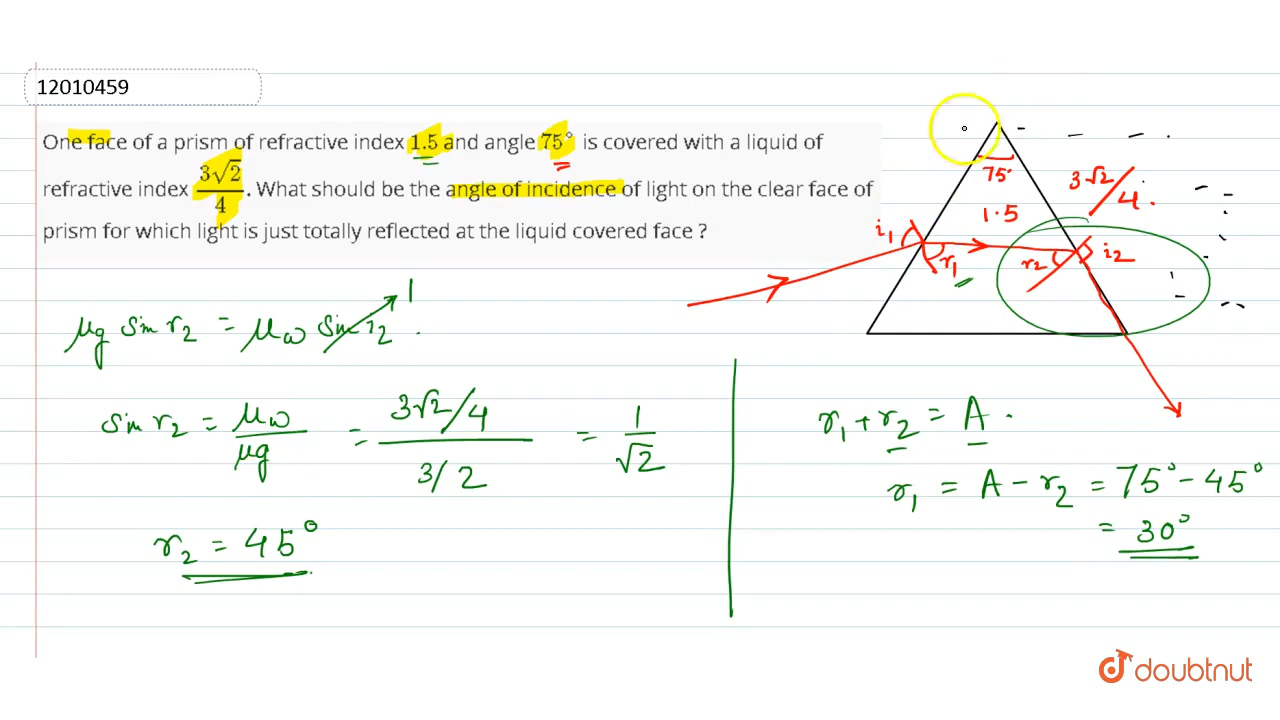 12010459
One face of a prism of refractive index 1.5 and angle 75° is covered with a liquid of
refractive index 3√2/4. What should be the angle of incidence of light on the clear face of
prism for which light is just totally reflected at the liquid covered face ?
75°
1.5
3√2/4.
i₁
r₁
r₂
i₂
μg sin r₂ = μω sin r₂ 1.
sin r₂ = μω/μg = (3√2/4)/(3/2) = 1/√2
r₂ = 45°
r₁ + r₂ = A.
r₁ = A - r₂ = 75° - 45°
= 30°
doubtnut